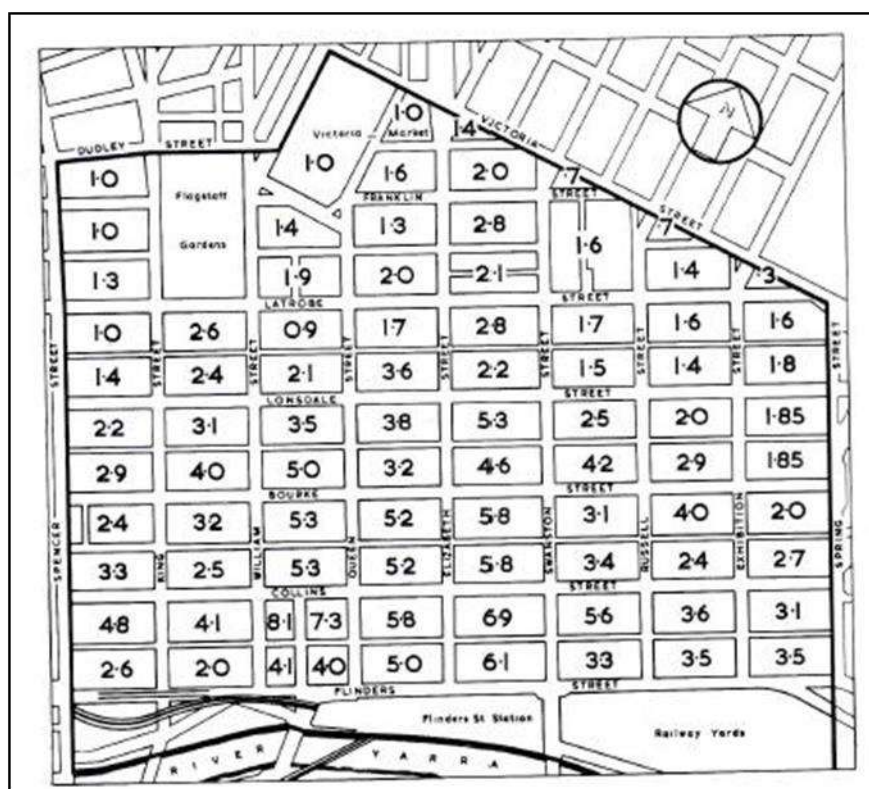 DUDLEY STREET
Victoria Market
1·0
1·4
VICTORIA
N
1·0
1·0
1·6
2·0
·7
Flagstaff
FRANKLIN
STREET
1·0
Gardens
1·4
1·3
2·8
1·6
·7
STREET
1·3
1·9
2·0
2·1
1·4
·3
LATROBE
STREET
1·0
2·6
0·9
1·7
2·8
1·7
1·6
1·6
STREET
STREET
STREET
STREET
STREET
STREET
STREET
STREET
STREET
1·4
2·4
2·1
3·6
2·2
1·5
1·4
1·8
LONSDALE
STREET
2·2
3·1
3·5
3·8
5·3
2·5
2·0
1·85
2·9
4·0
5·0
3·2
4·6
4·2
2·9
1·85
BOURKE
STREET
2·4
3·2
5·3
5·2
5·8
3·1
4·0
2·0
SPENCER
KING
WILLIAM
QUEEN
ELIZABETH
SWANSTON
RUSSELL
EXHIBITION
SPRING
3·3
2·5
5·3
5·2
5·8
3·4
2·4
2·7
COLLINS
STREET
4·8
4·1
8·1
7·3
5·8
6·9
5·6
3·6
3·1
2·6
2·0
4·1
4·0
5·0
6·1
3·3
3·5
3·5
FLINDERS
STREET
Flinders St Station
Railway Yards
RIVER YARRA